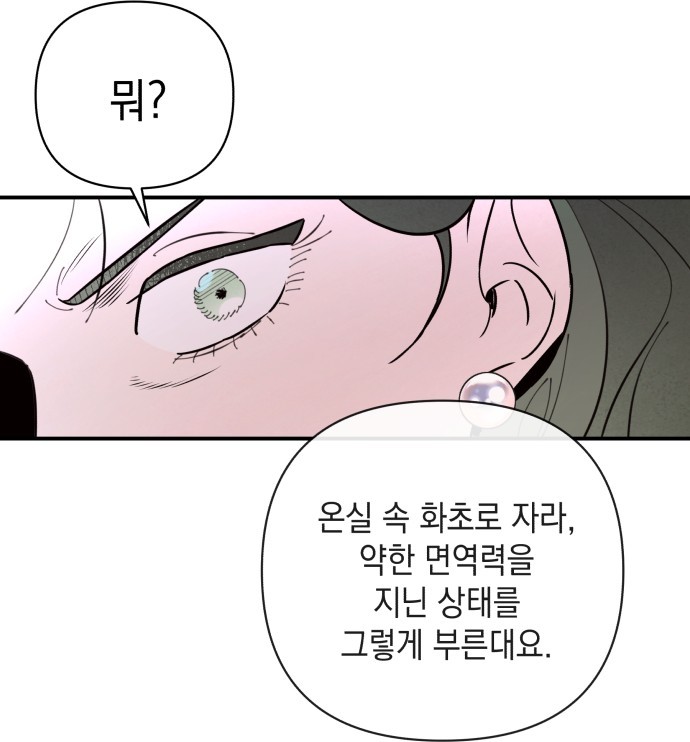 뭐?
온실 속 화초로 자라,
약한 면역력을
지닌 상태를
그렇게 부른대요.